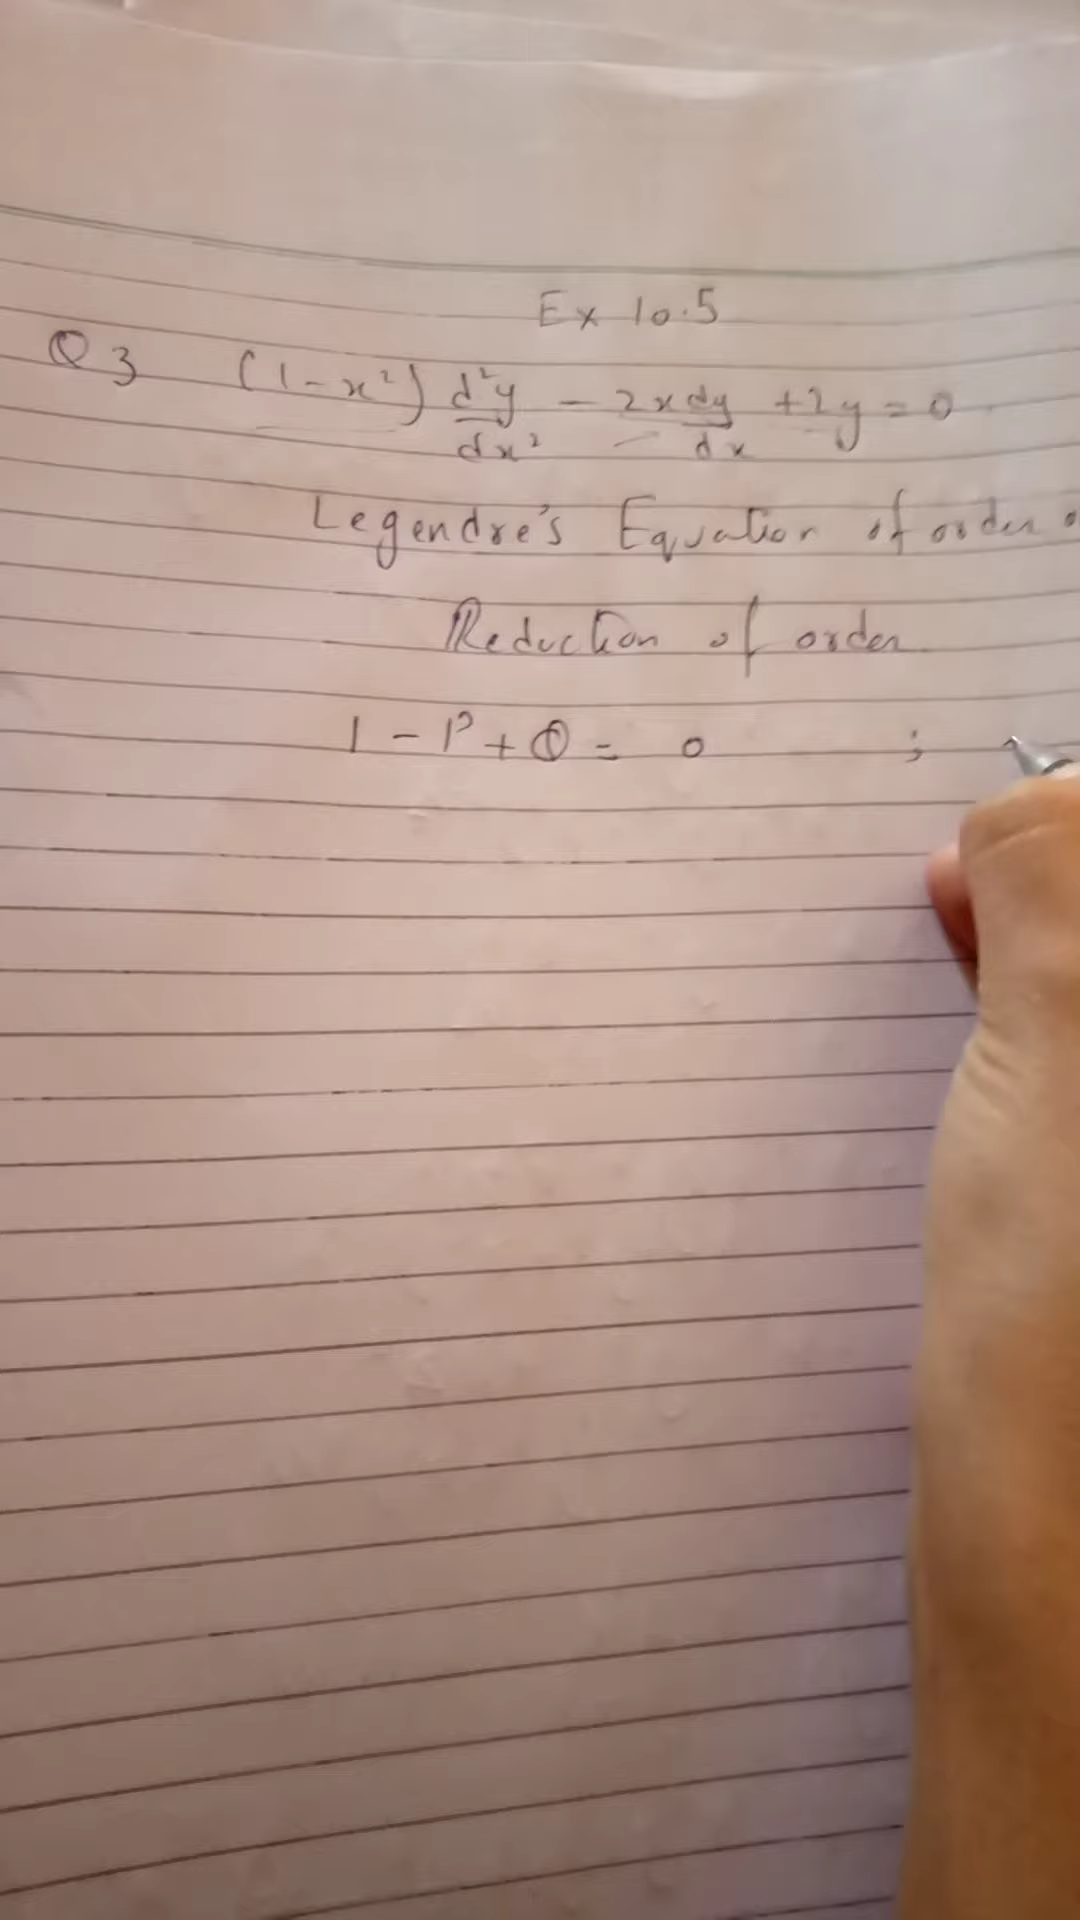 Ex 10.5
Q 3 (1-x²) d²y/dx² - 2x dy/dx + 2y = 0
Legendre's Equation of order
Reduction of order
1 - P + Q = 0 ;